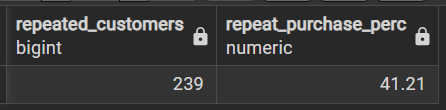 repeated_customers repeat_purchase_perc
bigint numeric
239 41.21